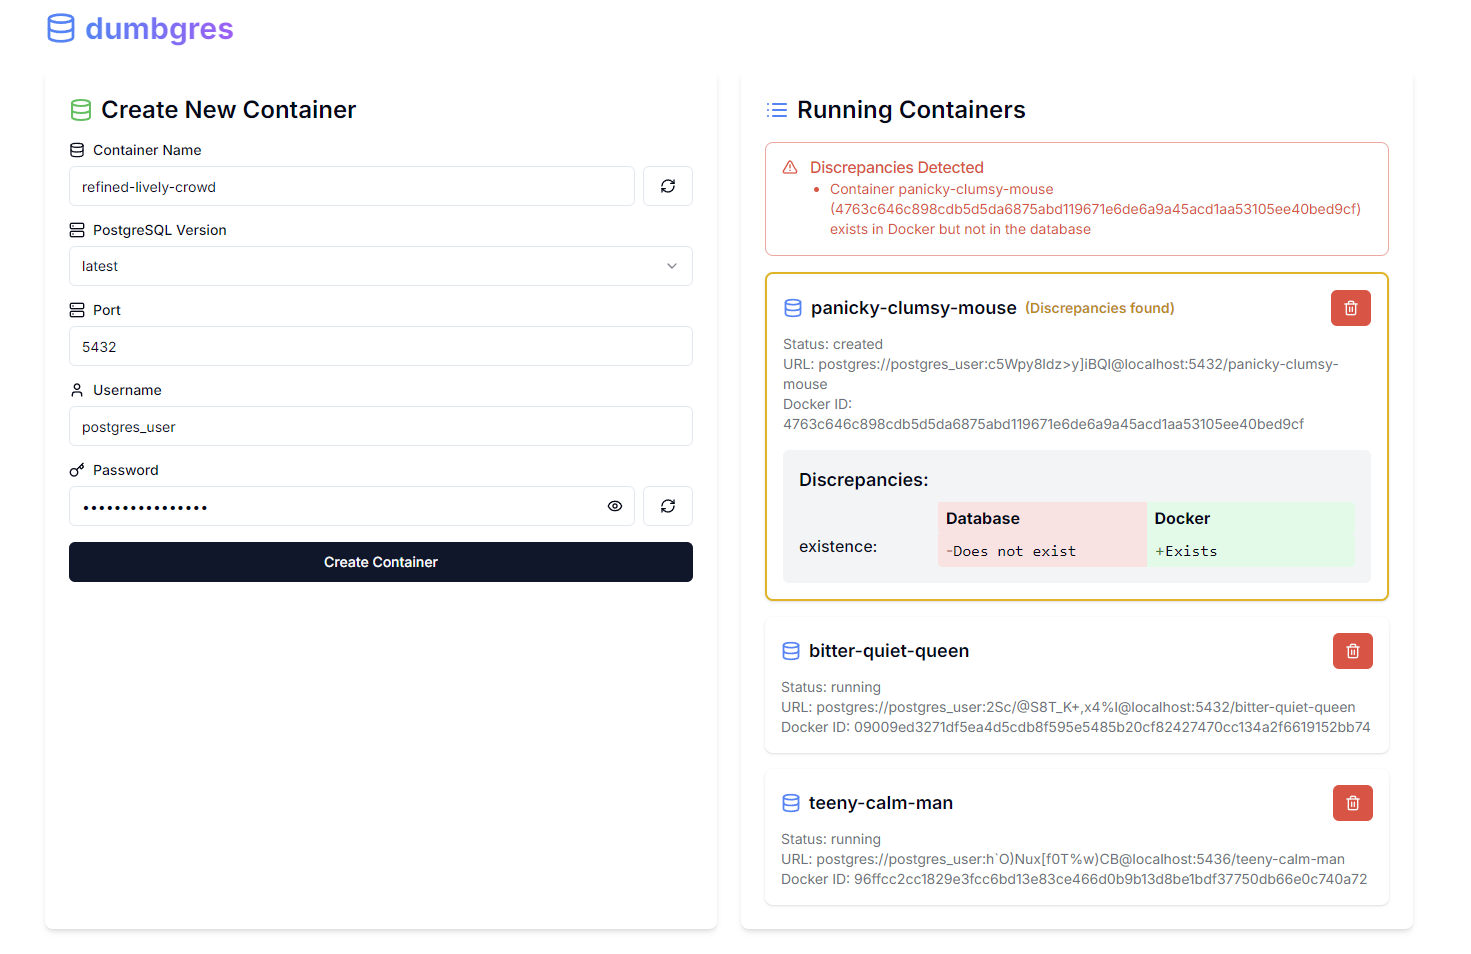 dumbgres
Create New Container
Container Name
refined-lively-crowd
PostgreSQL Version
latest
Port
5432
Username
postgres_user
Password
••••••••••••••••
Create Container
Running Containers
Discrepancies Detected
• Container panicky-clumsy-mouse
(4763c646c898cdb5d5da6875abd119671e6de6a9a45acd1aa53105ee40bed9cf)
exists in Docker but not in the database
panicky-clumsy-mouse (Discrepancies found)
Status: created
URL: postgres://postgres_user:c5Wpy8ldz>y]iBQl@localhost:5432/panicky-clumsy-
mouse
Docker ID:
4763c646c898cdb5d5da6875abd119671e6de6a9a45acd1aa53105ee40bed9cf
Discrepancies:
Database Docker
existence: -Does not exist +Exists
bitter-quiet-queen
Status: running
URL: postgres://postgres_user:2Sc/@S8T_K+,x4%l@localhost:5432/bitter-quiet-queen
Docker ID: 09009ed3271df5ea4d5cdb8f595e5485b20cf82427470cc134a2f6619152bb74
teeny-calm-man
Status: running
URL: postgres://postgres_user:h`O)Nux[f0T%w)CB@localhost:5436/teeny-calm-man
Docker ID: 96ffcc2cc1829e3fcc6bd13e83ce466d0b9b13d8be1bdf37750db66e0c740a72